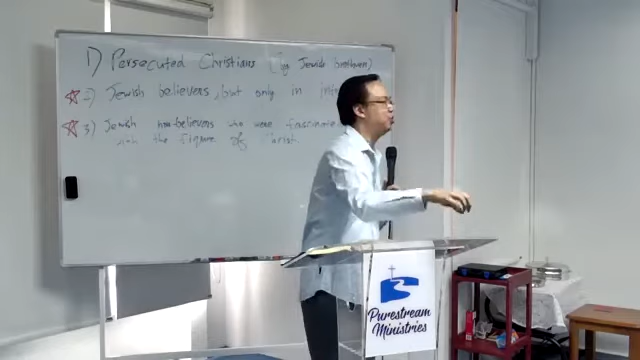 1) Persecuted Christians (by Jewish brethren)
2) Jewish believers, but only in
3) Jewish non-believers who were
with the figure of Christ
Purestream
Ministries